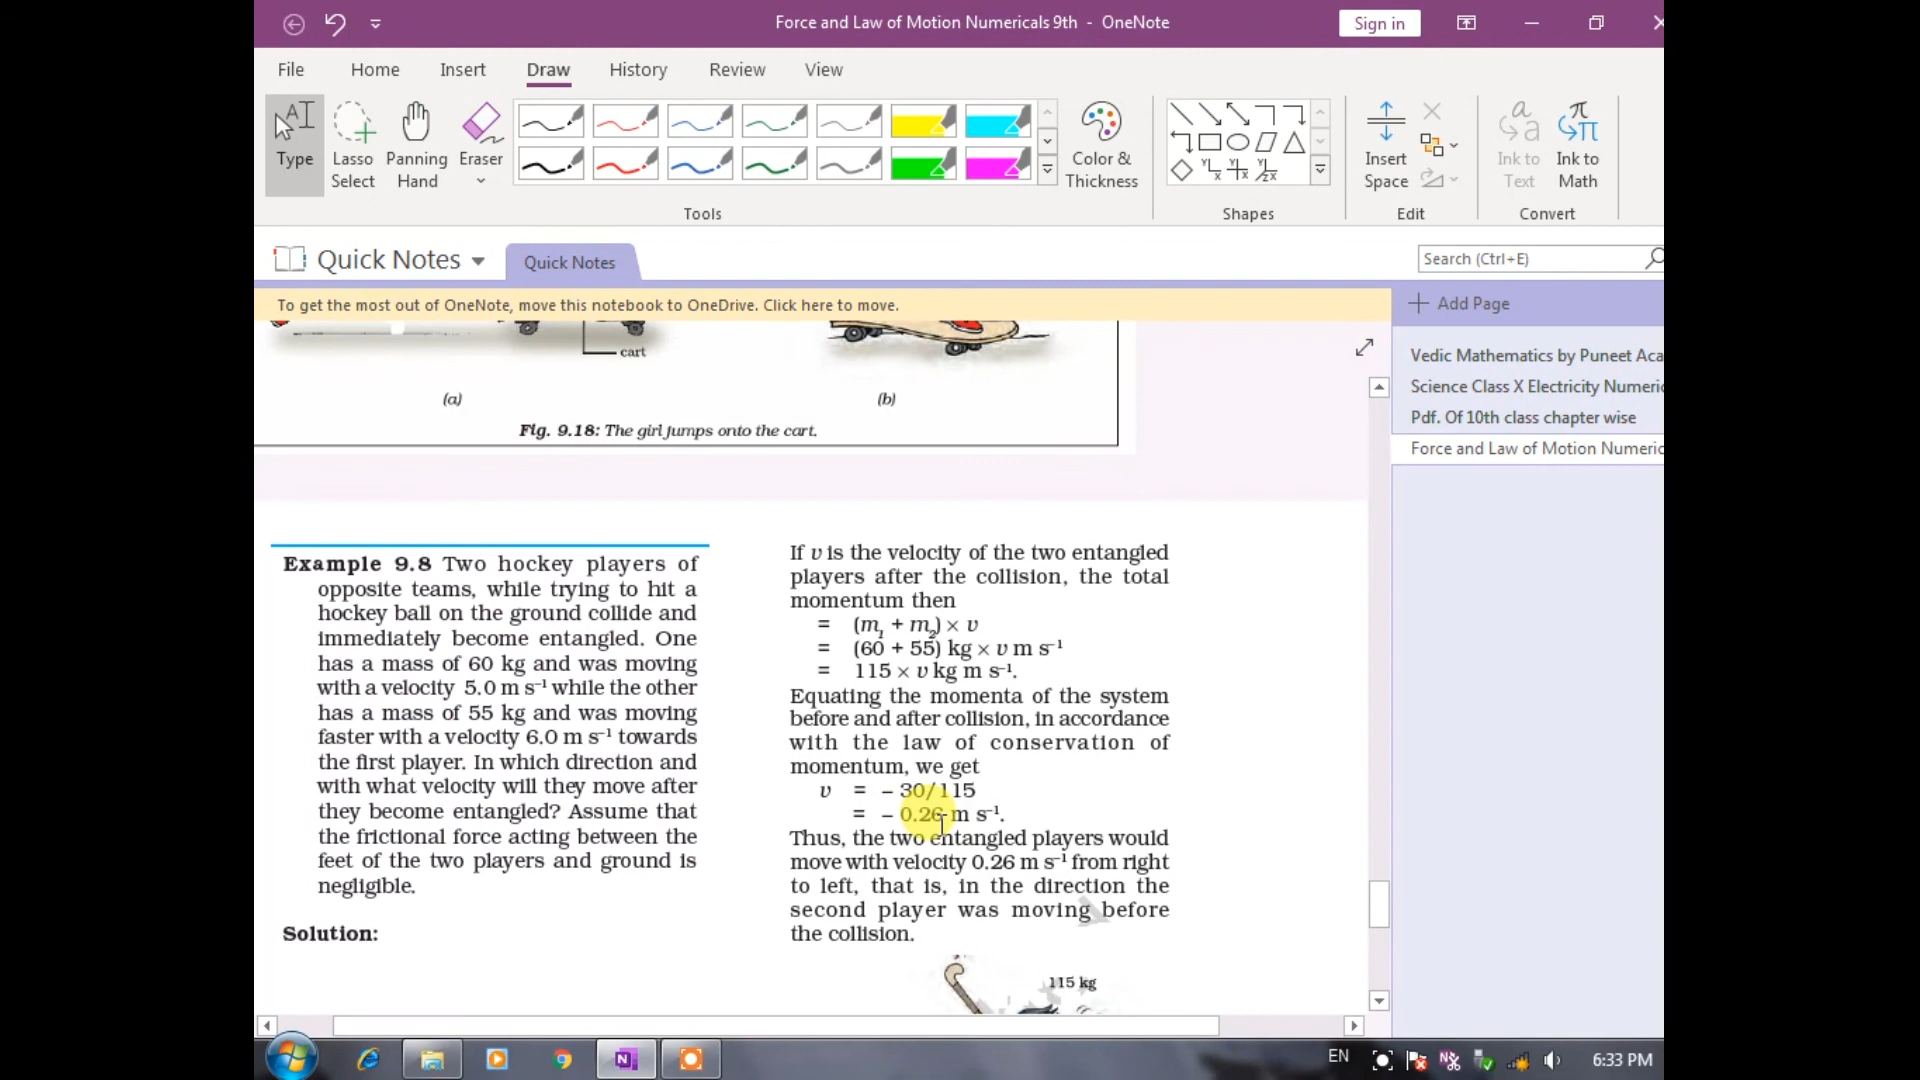 Force and Law of Motion Numericals 9th - OneNote
Sign in
File Home Insert Draw History Review View
Type
Lasso Select
Panning Hand
Eraser
Color & Thickness
Insert Space
Ink to Text
Ink to Math
Tools
Shapes
Edit
Convert
Quick Notes
Quick Notes
Search (Ctrl+E)
To get the most out of OneNote, move this notebook to OneDrive. Click here to move.
Add Page
Vedic Mathematics by Puneet Aca
Science Class X Electricity Numeric
Pdf. Of 10th class chapter wise
Force and Law of Motion Numeric
cart
(a)
(b)
Fig. 9.18: The girl jumps onto the cart.
Example 9.8 Two hockey players of
opposite teams, while trying to hit a
hockey ball on the ground collide and
immediately become entangled. One
has a mass of 60 kg and was moving
with a velocity 5.0 m s⁻¹ while the other
has a mass of 55 kg and was moving
faster with a velocity 6.0 m s⁻¹ towards
the first player. In which direction and
with what velocity will they move after
they become entangled? Assume that
the frictional force acting between the
feet of the two players and ground is
negligible.
Solution:
If v is the velocity of the two entangled
players after the collision, the total
momentum then
= (m₁ + m₂) × v
= (60 + 55) kg × v m s⁻¹
= 115 × v kg m s⁻¹.
Equating the momenta of the system
before and after collision, in accordance
with the law of conservation of
momentum, we get
v = – 30/115
= – 0.26 m s⁻¹.
Thus, the two entangled players would
move with velocity 0.26 m s⁻¹ from right
to left, that is, in the direction the
second player was moving before
the collision.
115 kg
EN
6:33 PM